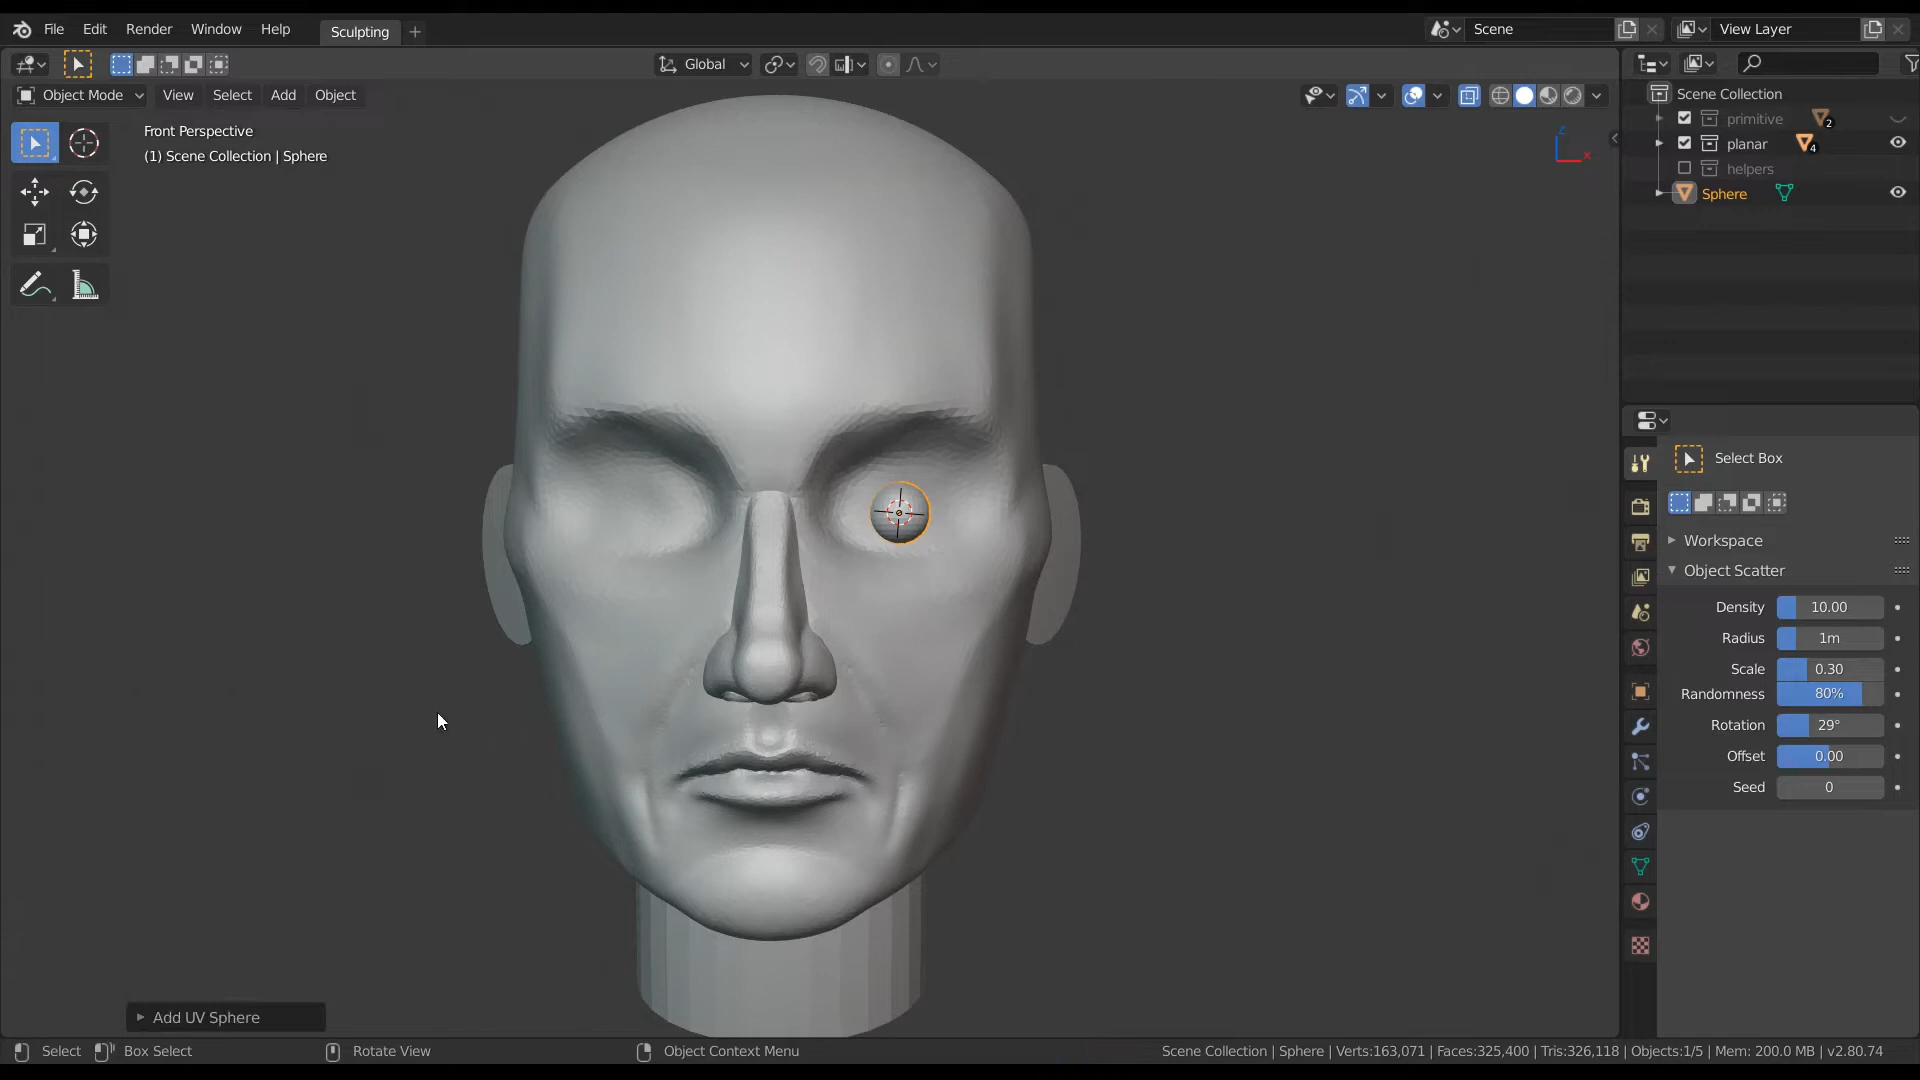 File Edit Render Window Help Sculpting + Scene View Layer
Global
Object Mode View Select Add Object
Front Perspective
(1) Scene Collection | Sphere
Z
X
Scene Collection
primitive 2
planar 4
helpers
Sphere
Select Box
Workspace
Object Scatter
Density 10.00
Radius 1m
Scale 0.30
Randomness 80%
Rotation 29°
Offset 0.00
Seed 0
Add UV Sphere
Select Box Select Rotate View Object Context Menu Scene Collection | Sphere | Verts:163,071 | Faces:325,400 | Tris:326,118 | Objects:1/5 | Mem: 200.0 MB | v2.80.74